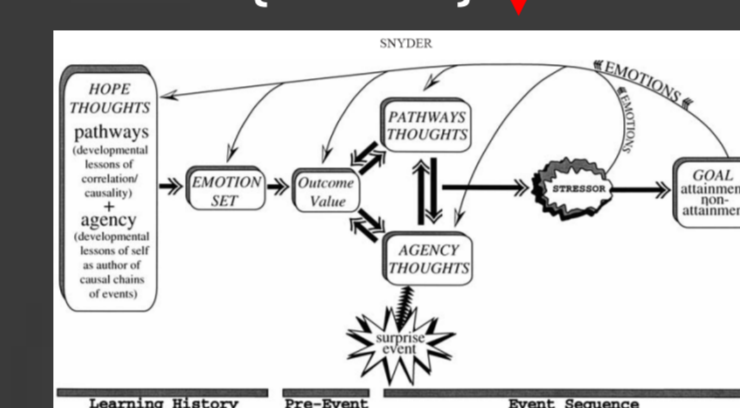 SNYDER
HOPE
THOUGHTS
pathways
(developmental
lessons of
correlation/
causality)
+
agency
(developmental
lessons of self
as author of
causal chains
of events)
EMOTION
SET
Outcome
Value
PATHWAYS
THOUGHTS
AGENCY
THOUGHTS
surprise
event
STRESSOR
EMOTIONS
EMOTIONS
GOAL
attainmen
non-
attainmen
Learning History
Pre-Event
Event Sequence